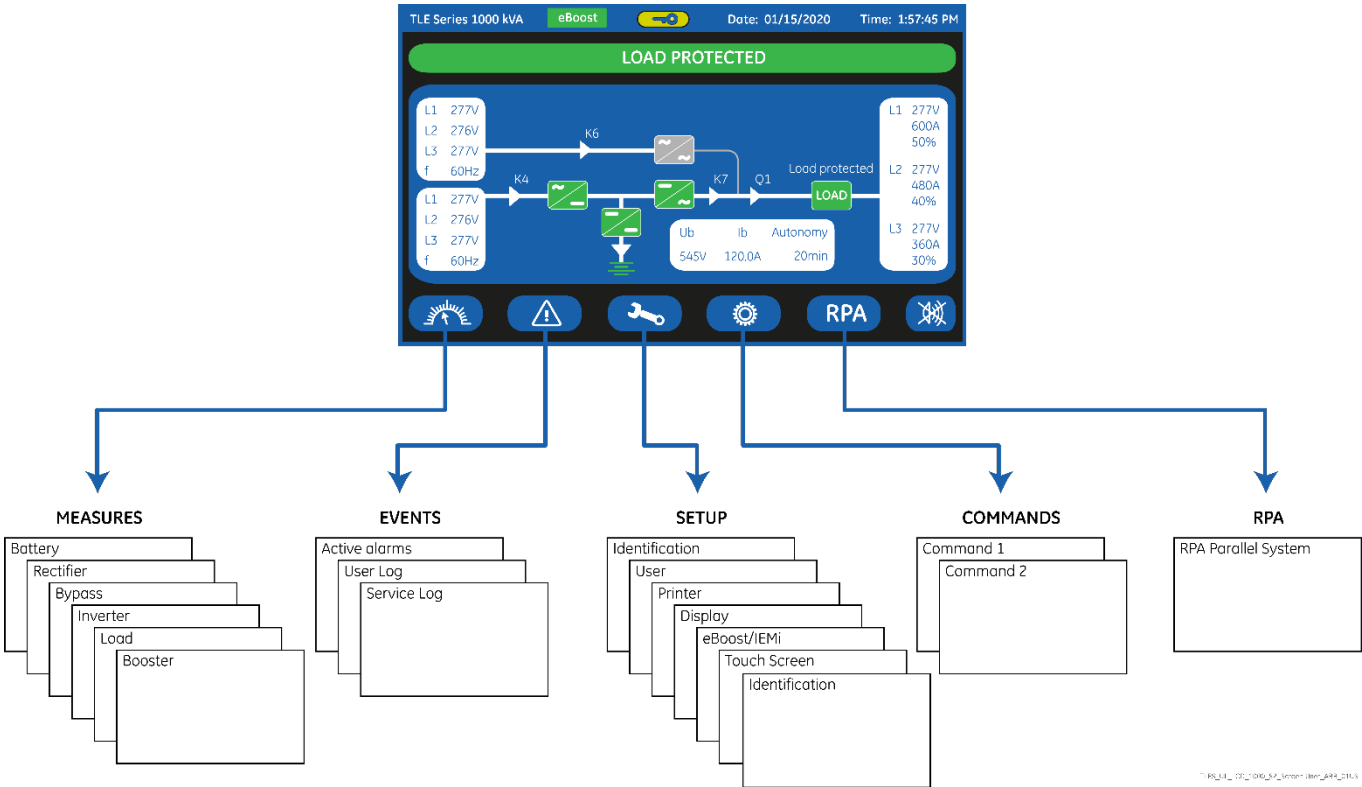 TLE Series 1000 kVA eBoost Date: 01/15/2020 Time: 1:57:45 PM
LOAD PROTECTED
L1 277V
L2 276V
L3 277V
f 60Hz
L1 277V
L2 276V
L3 277V
f 60Hz
K6
K4
K7
Q1
Load protected
LOAD
Ub Ib Autonomy
545V 120,0A 20min
L1 277V
600A
50%
L2 277V
480A
40%
L3 277V
360A
30%
RPA
MEASURES
Battery
Rectifier
Bypass
Inverter
Load
Booster
EVENTS
Active alarms
User Log
Service Log
SETUP
Identification
User
Printer
Display
eBoost/IEMi
Touch Screen
Identification
COMMANDS
Command 1
Command 2
RPA
RPA Parallel System